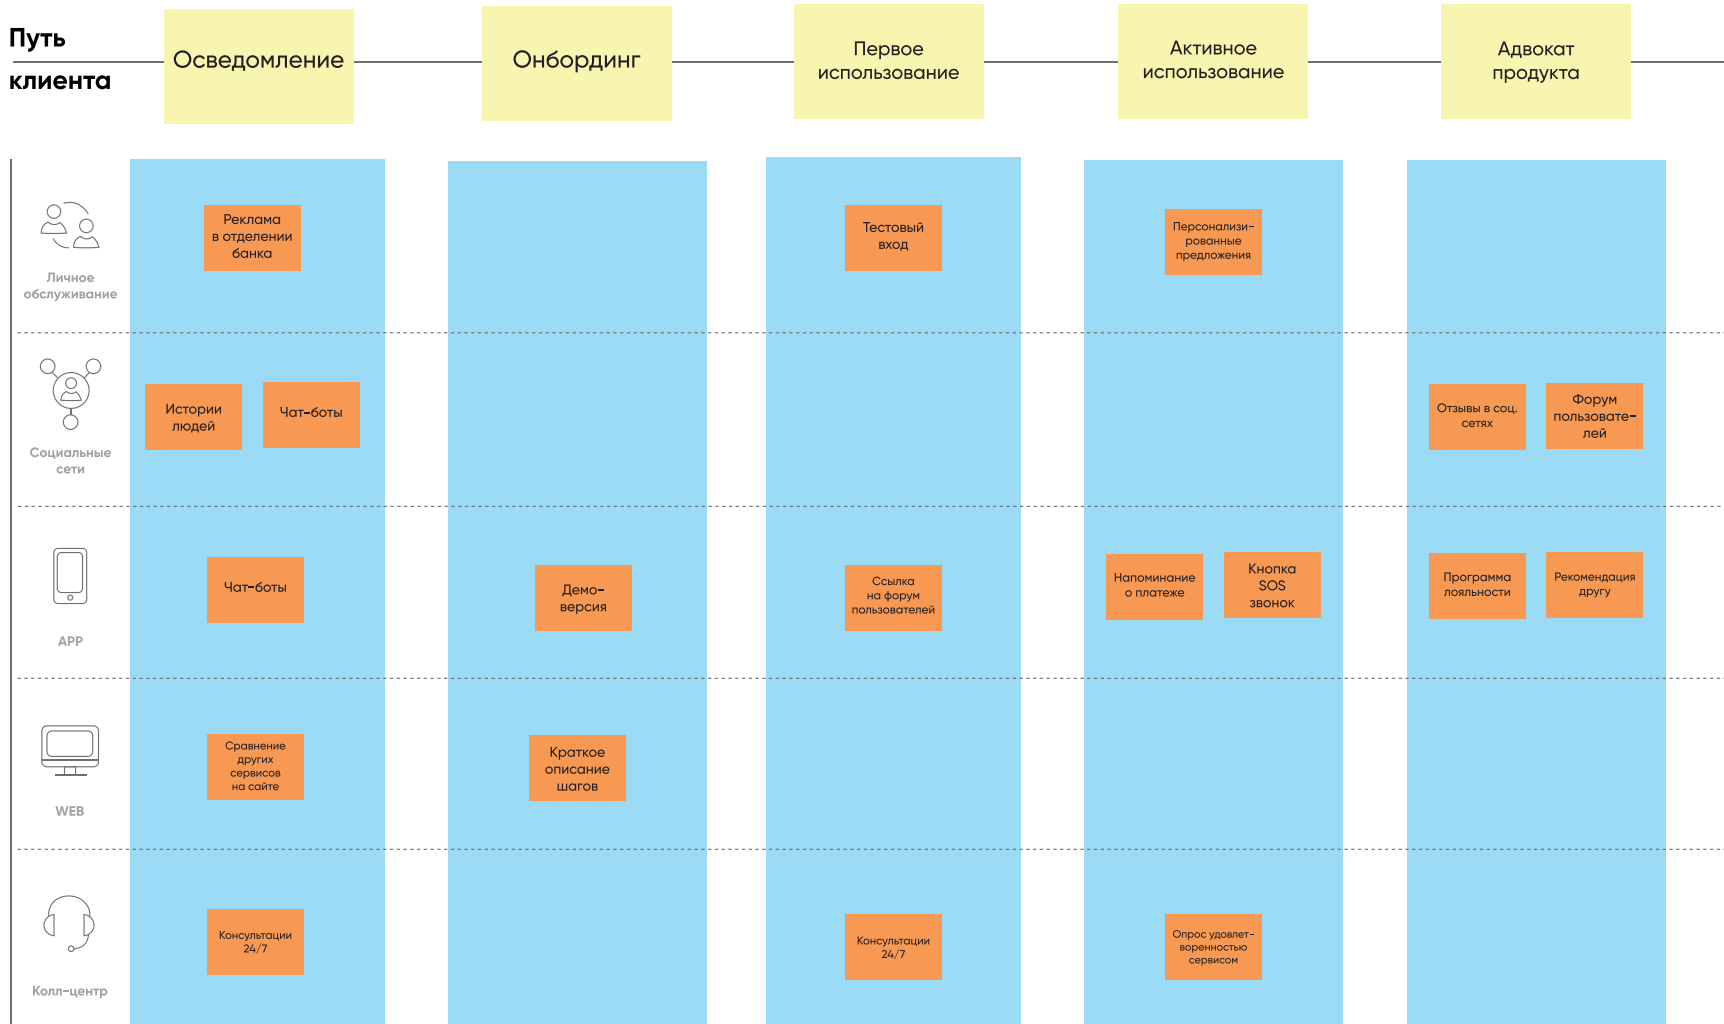 Путь
клиента
Осведомление
Онбординг
Первое
использование
Активное
использование
Адвокат
продукта
Личное
обслуживание
Реклама
в отделении
банка
Тестовый
вход
Персонализи-
рованные
предложения
Социальные
сети
Истории
людей
Чат-боты
Отзывы в соц.
сетях
Форум
пользовате-
лей
APP
Чат-боты
Демо-
версия
Ссылка
на форум
пользователей
Напоминание
о платеже
Кнопка
SOS
звонок
Программа
лояльности
Рекомендация
другу
WEB
Сравнение
других
сервисов
на сайте
Краткое
описание
шагов
Колл-центр
Консультации
24/7
Консультации
24/7
Опрос удовлет-
воренностью
сервисом